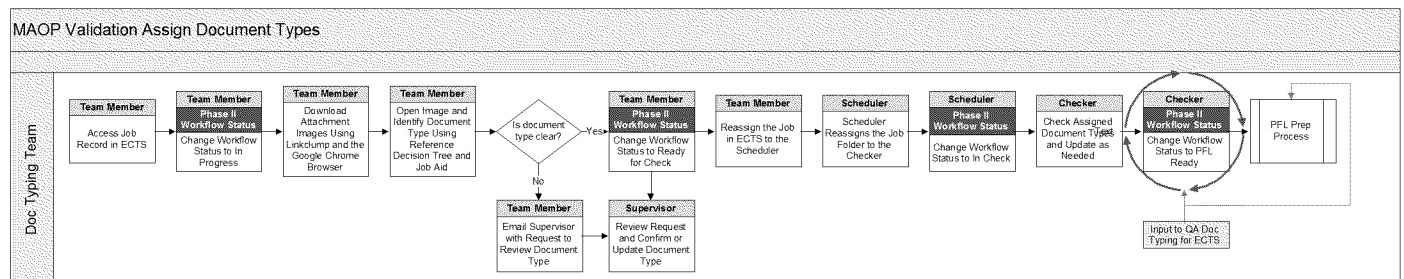 MAOP Validation Assign Document Types
Doc Typing Team
Team Member
Access Job
Record in ECTS
Team Member
Phase II
Workflow Status
Change Workflow
Status to In
Progress
Team Member
Download
Attachment
Images Using
Linkclump and the
Google Chrome
Browser
Team Member
Open Image and
Identify Document
Type Using
Reference
Decision Tree and
Job Aid
Is document
type clear?
Yes
No
Team Member
Email Supervisor
with Request to
Review Document
Type
Team Member
Phase II
Workflow Status
Change Workflow
Status to Ready
for Check
Supervisor
Review Request
and Confirm or
Update Document
Type
Team Member
Reassign the Job
in ECTS to the
Scheduler
Scheduler
Scheduler
Reassigns the Job
Folder to the
Checker
Scheduler
Phase II
Workflow Status
Change Workflow
Status to In Check
Checker
Check Assigned
Document Types
and Update as
Needed
Text
Checker
Phase II
Workflow Status
Change Workflow
Status to PFL
Ready
Input to QA Doc
Typing for ECTS
PFL Prep
Process